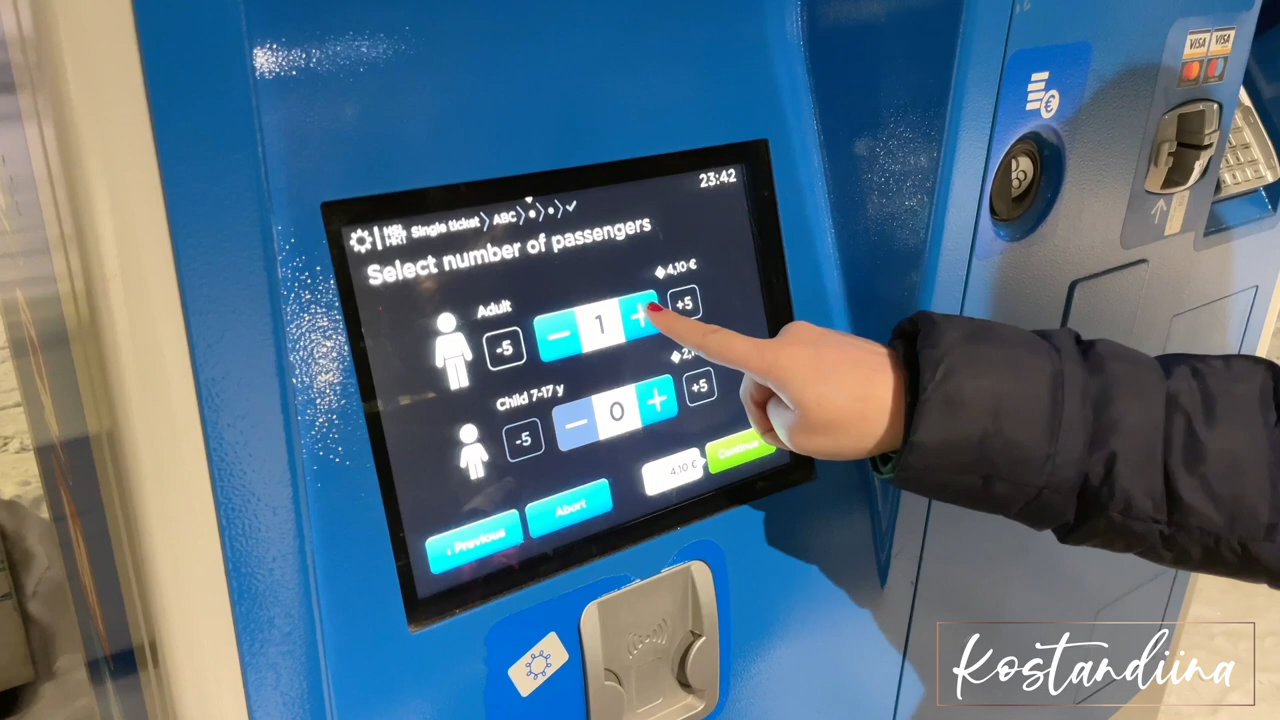 VISA VISA
23:42
HSL HRT Single ticket ABC
Select number of passengers
4,10 €
Adult
-5 − 1 + +5
Child 7-17 y
-5 − 0 + +5
4,10 € Continue
‹ Previous Abort
Kostandiina